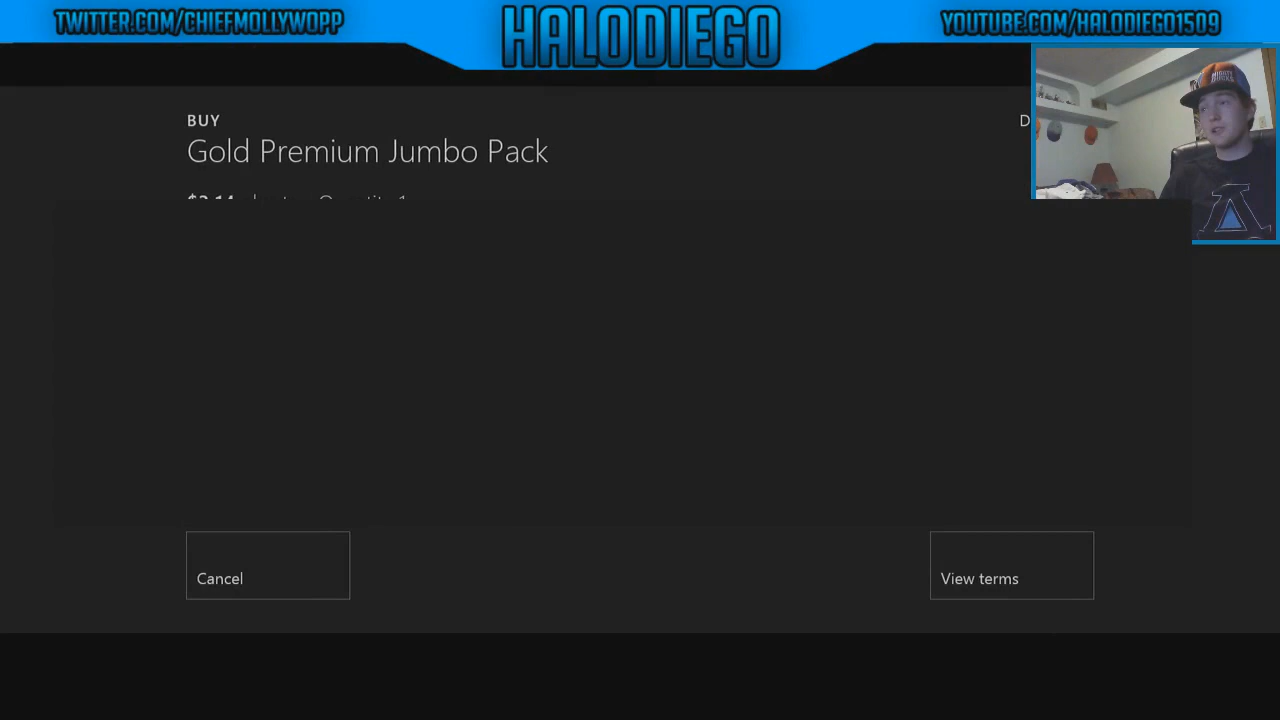 TWITTER.COM/CHIEFMOLLYWOPP
HALODIEGO
YOUTUBE.COM/HALODIEGO1509
BUY
Gold Premium Jumbo Pack
Cancel
View terms